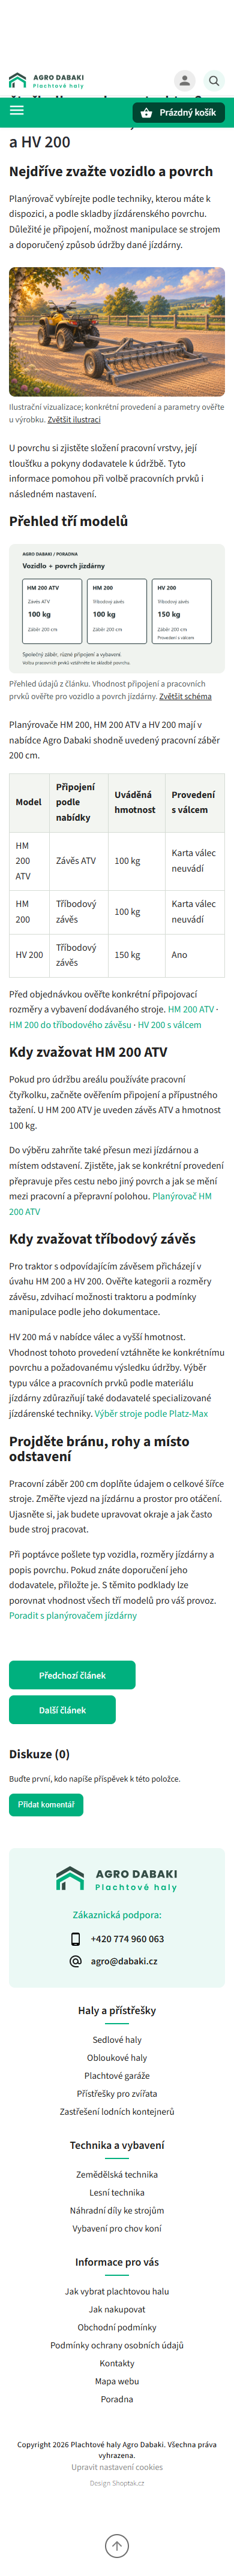 AGRO DABAKI
Plachtové haly
Prázdný košík
a HV 200
Nejdříve zvažte vozidlo a povrch
Planýrovač vybírejte podle techniky, kterou máte k
dispozici, a podle skladby jízdárenského povrchu.
Důležité je připojení, možnost manipulace se strojem
a doporučený způsob údržby dané jízdárny.
Ilustrační vizualizace; konkrétní provedení a parametry ověřte
u výrobku. Zvětšit ilustraci
U povrchu si zjistěte složení pracovní vrstvy, její
tloušťku a pokyny dodavatele k údržbě. Tyto
informace pomohou při volbě pracovních prvků i
následném nastavení.
Přehled tří modelů
AGRO DABAKI / PORADNA
Vozidlo + povrch jízdárny
HM 200 ATV
Závěs ATV
100 kg
Záběr 200 cm
HM 200
Tříbodový závěs
100 kg
Záběr 200 cm
HV 200
Tříbodový závěs
150 kg
Záběr 200 cm
Provedení s válcem
Společný záběr, různé připojení a vybavení.
Volba pracovních prvků vztáhněte ke skladbě povrchu.
Přehled údajů z článku. Vhodnost připojení a pracovních
prvků ověřte pro vozidlo a povrch jízdárny. Zvětšit schéma
Planýrovače HM 200, HM 200 ATV a HV 200 mají v
nabídce Agro Dabaki shodně uvedený pracovní záběr
200 cm.
Model
Připojení podle nabídky
Uváděná hmotnost
Provedení s válcem
HM 200 ATV
Závěs ATV
100 kg
Karta válec neuvádí
HM 200
Tříbodový závěs
100 kg
Karta válec neuvádí
HV 200
Tříbodový závěs
150 kg
Ano
Před objednávkou ověřte konkrétní připojovací
rozměry a vybavení dodávaného stroje. HM 200 ATV ·
HM 200 do tříbodového závěsu · HV 200 s válcem
Kdy zvažovat HM 200 ATV
Pokud pro údržbu areálu používáte pracovní
čtyřkolku, začněte ověřením připojení a přípustného
tažení. U HM 200 ATV je uveden závěs ATV a hmotnost
100 kg.
Do výběru zahrňte také přesun mezi jízdárnou a
místem odstavení. Zjistěte, jak se konkrétní provedení
přepravuje přes cestu nebo jiný povrch a jak se mění
mezi pracovní a přepravní polohou. Planýrovač HM
200 ATV
Kdy zvažovat tříbodový závěs
Pro traktor s odpovídajícím závěsem přicházejí v
úvahu HM 200 a HV 200. Ověřte kategorii a rozměry
závěsu, zdvihací možnosti traktoru a podmínky
manipulace podle jeho dokumentace.
HV 200 má v nabídce válec a vyšší hmotnost.
Vhodnost tohoto provedení vztáhněte ke konkrétnímu
povrchu a požadovanému výsledku údržby. Výběr
typu válce a pracovních prvků podle materiálu
jízdárny zdůrazňují také dodavatelé specializované
jízdárenské techniky. Výběr stroje podle Platz-Max
Projděte bránu, rohy a místo
odstavení
Pracovní záběr 200 cm doplňte údajem o celkové šířce
stroje. Změřte vjezd na jízdárnu a prostor pro otáčení.
Ujasněte si, jak budete upravovat okraje a jak často
bude stroj pracovat.
Při poptávce pošlete typ vozidla, rozměry jízdárny a
popis povrchu. Pokud znáte doporučení jeho
dodavatele, přiložte je. S těmito podklady lze
porovnat vhodnost všech tří modelů pro váš provoz.
Poradit s planýrovačem jízdárny
Předchozí článek
Další článek
Diskuze (0)
Buďte první, kdo napíše příspěvek k této položce.
Přidat komentář
AGRO DABAKI
Plachtové haly
Zákaznická podpora:
+420 774 960 063
agro@dabaki.cz
Haly a přístřešky
Sedlové haly
Obloukové haly
Plachtové garáže
Přístřešky pro zvířata
Zastřešení lodních kontejnerů
Technika a vybavení
Zemědělská technika
Lesní technika
Náhradní díly ke strojům
Vybavení pro chov koní
Informace pro vás
Jak vybrat plachtovou halu
Jak nakupovat
Obchodní podmínky
Podmínky ochrany osobních údajů
Kontakty
Mapa webu
Poradna
Copyright 2026 Plachtové haly Agro Dabaki. Všechna práva
vyhrazena.
Upravit nastavení cookies
Design Shoptak.cz